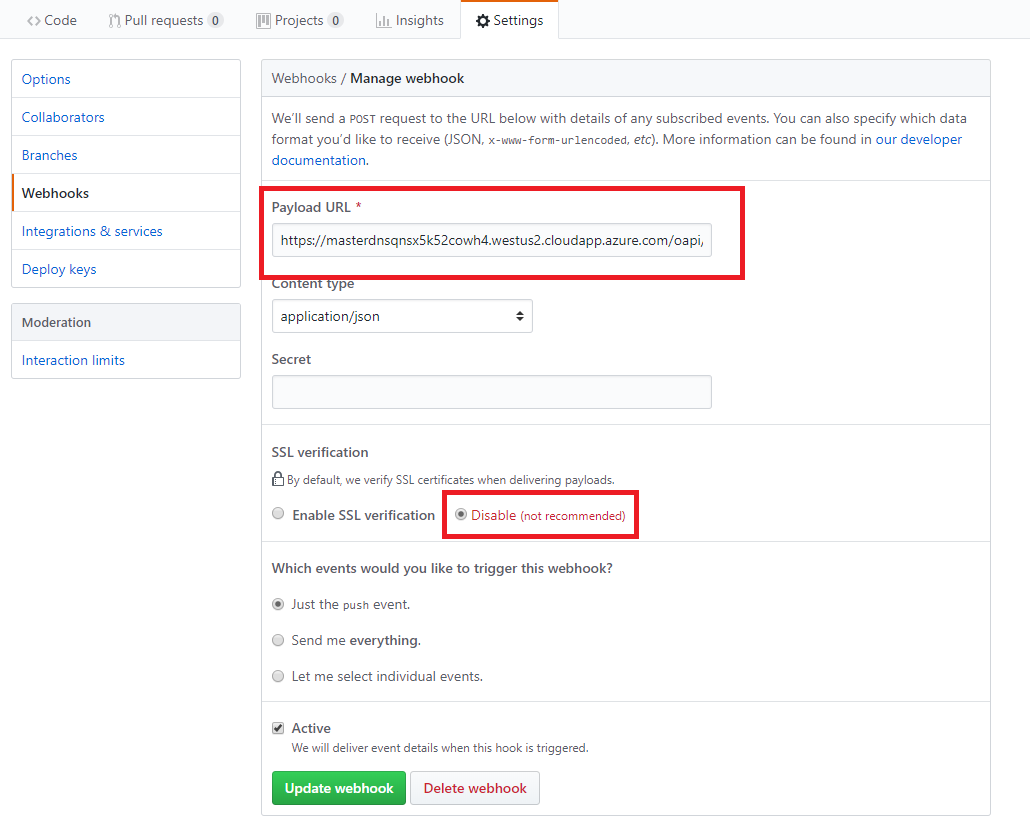 Code Pull requests 0 Projects 0 Insights Settings
Options
Collaborators
Branches
Webhooks
Integrations & services
Deploy keys
Moderation
Interaction limits
Webhooks / Manage webhook
We’ll send a POST request to the URL below with details of any subscribed events. You can also specify which data
format you’d like to receive (JSON, x-www-form-urlencoded, etc). More information can be found in our developer
documentation.
Payload URL *
https://masterdnsqnsx5k52cowh4.westus2.cloudapp.azure.com/oapi/
Content type
application/json
Secret
SSL verification
By default, we verify SSL certificates when delivering payloads.
Enable SSL verification Disable (not recommended)
Which events would you like to trigger this webhook?
Just the push event.
Send me everything.
Let me select individual events.
Active
We will deliver event details when this hook is triggered.
Update webhook Delete webhook